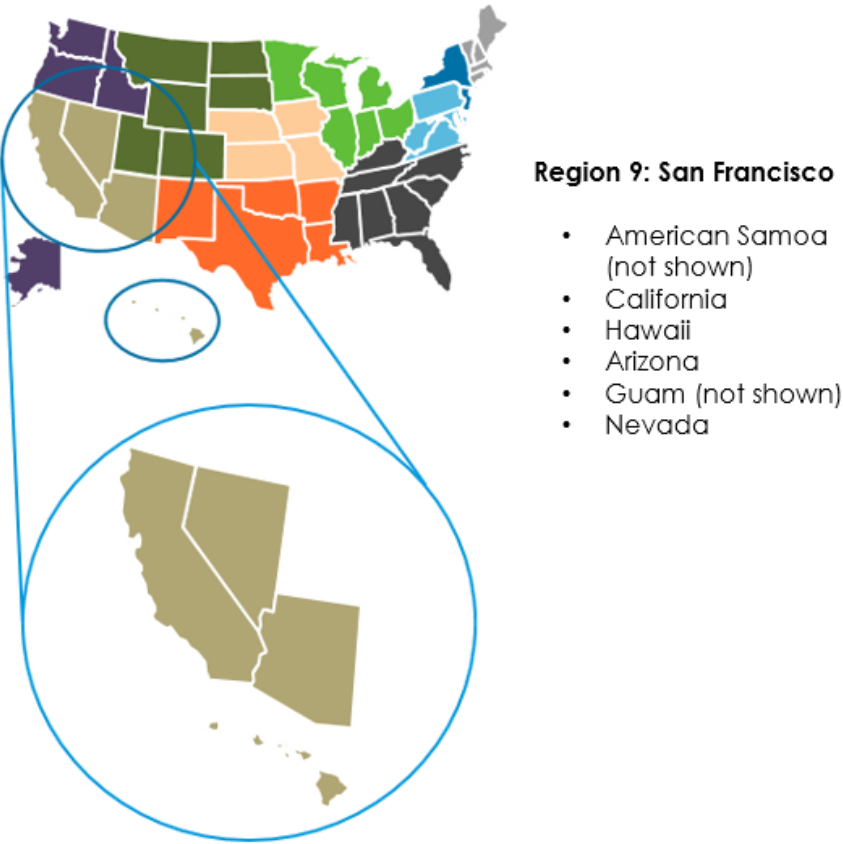 Region 9: San Francisco
• American Samoa
(not shown)
• California
• Hawaii
• Arizona
• Guam (not shown)
• Nevada